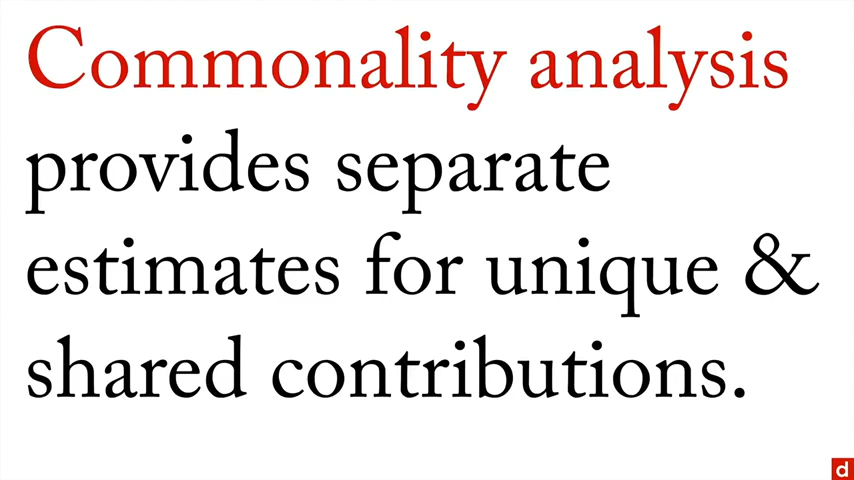 Commonality analysis
provides separate
estimates for unique &
shared contributions.
d